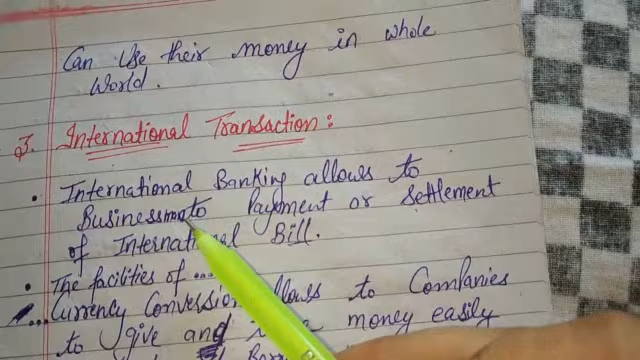 Can Use their money in whole
World.
3. International Transaction:
• International Banking allows to
Businessman to Payment or Settlement
of International Bill.
• The facilities of ...
... Currency Conversion allows to Companies
to give and money easily